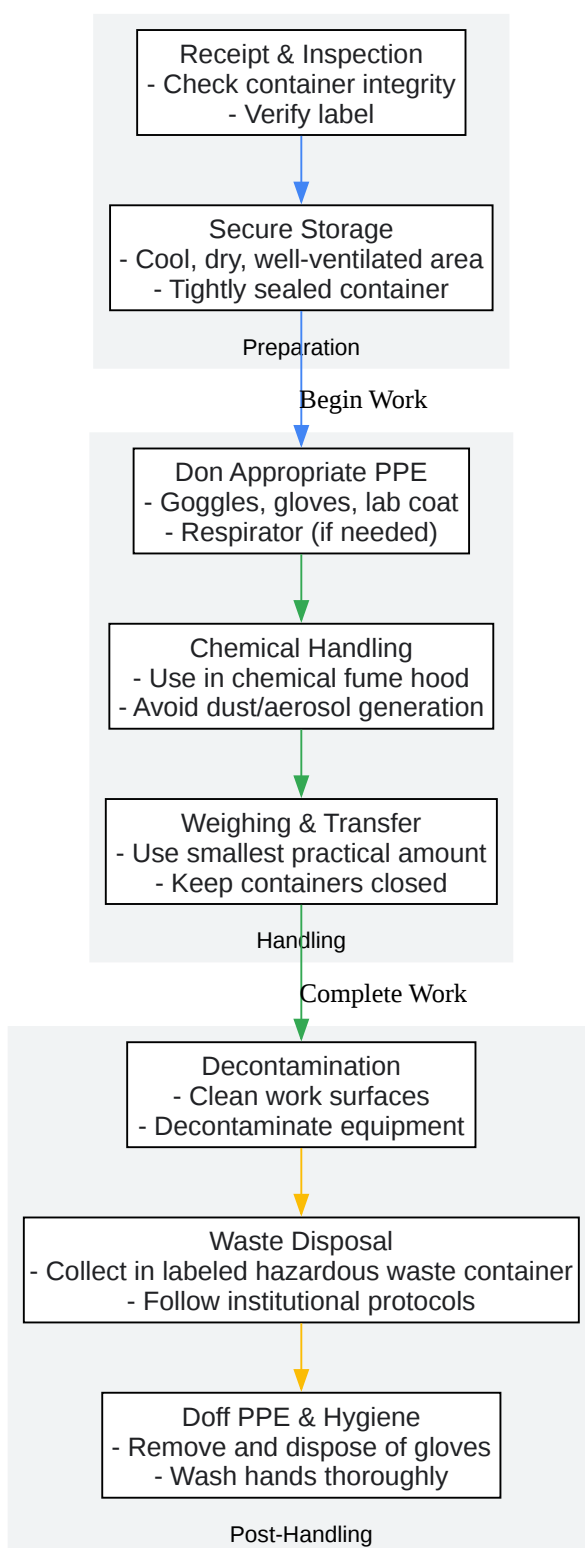 Receipt & Inspection
- Check container integrity
- Verify label
Secure Storage
- Cool, dry, well-ventilated area
- Tightly sealed container
Preparation
Begin Work
Don Appropriate PPE
- Goggles, gloves, lab coat
- Respirator (if needed)
Chemical Handling
- Use in chemical fume hood
- Avoid dust/aerosol generation
Weighing & Transfer
- Use smallest practical amount
- Keep containers closed
Handling
Complete Work
Decontamination
- Clean work surfaces
- Decontaminate equipment
Waste Disposal
- Collect in labeled hazardous waste container
- Follow institutional protocols
Doff PPE & Hygiene
- Remove and dispose of gloves
- Wash hands thoroughly
Post-Handling